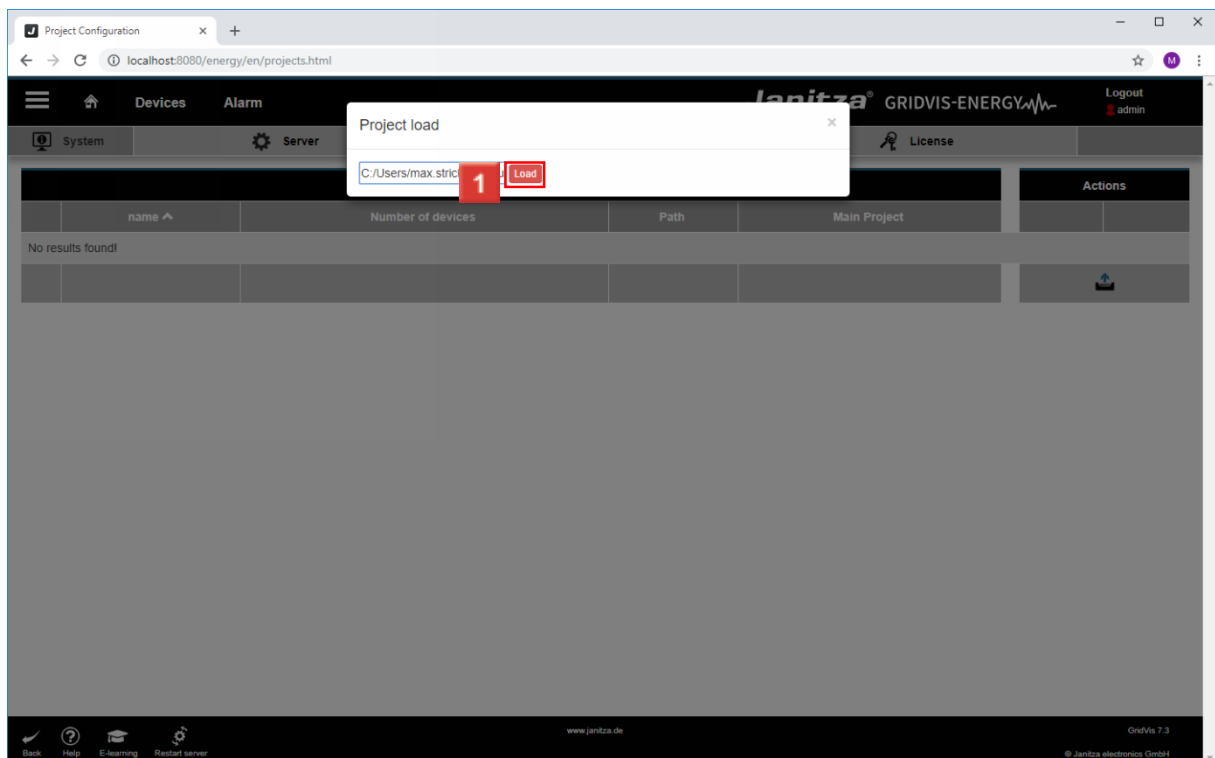 Project Configuration
localhost:8080/energy/en/projects.html
M
Devices Alarm
Janitza® GRIDVIS-ENERGY
Logout
admin
System Server License
Project load
×
C:/Users/max.stric
1
Load
Actions
name Number of devices Path Main Project
No results found!
Back Help E-learning Restart server
www.janitza.de
GridVis 7.3
© Janitza electronics GmbH